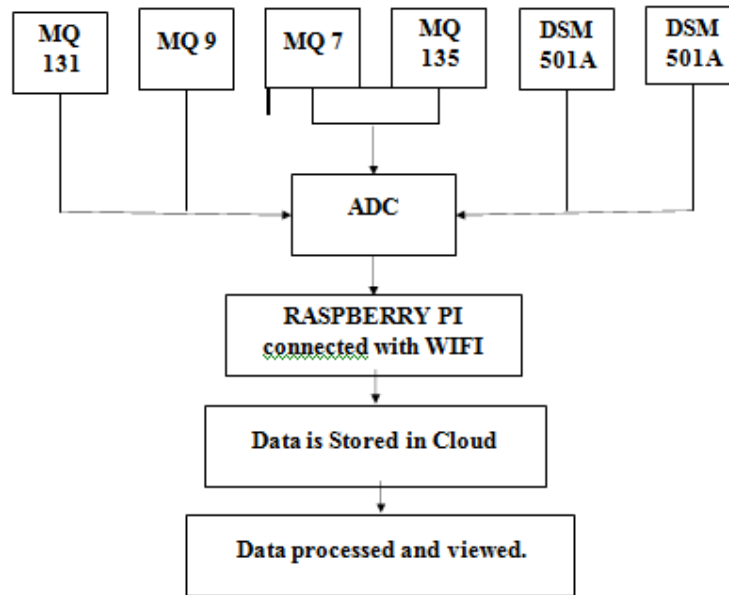 MQ
131
MQ 9
MQ 7
MQ
135
DSM
501A
DSM
501A
ADC
RASPBERRY PI
connected with WIFI
Data is Stored in Cloud
Data processed and viewed.